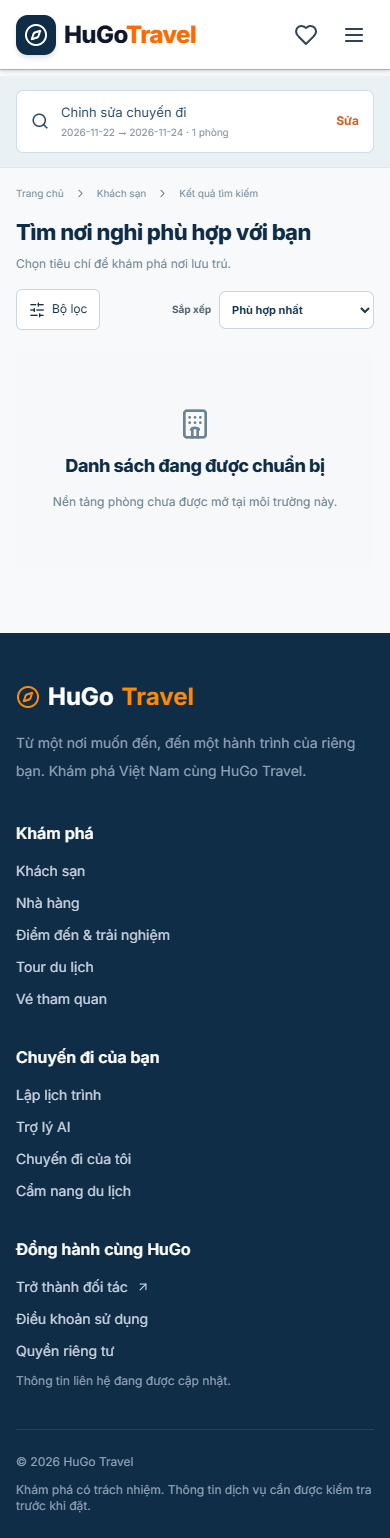 HuGoTravel
Chỉnh sửa chuyến đi
2026-11-22 → 2026-11-24 · 1 phòng
Sửa
Trang chủ > Khách sạn > Kết quả tìm kiếm
Tìm nơi nghỉ phù hợp với bạn
Chọn tiêu chí để khám phá nơi lưu trú.
Bộ lọc
Sắp xếp
Phù hợp nhất
Danh sách đang được chuẩn bị
Nền tảng phòng chưa được mở tại môi trường này.
HuGo Travel
Từ một nơi muốn đến, đến một hành trình của riêng
bạn. Khám phá Việt Nam cùng HuGo Travel.
Khám phá
Khách sạn
Nhà hàng
Điểm đến & trải nghiệm
Tour du lịch
Vé tham quan
Chuyến đi của bạn
Lập lịch trình
Trợ lý AI
Chuyến đi của tôi
Cẩm nang du lịch
Đồng hành cùng HuGo
Trở thành đối tác
Điều khoản sử dụng
Quyền riêng tư
Thông tin liên hệ đang được cập nhật.
© 2026 HuGo Travel
Khám phá có trách nhiệm. Thông tin dịch vụ cần được kiểm tra
trước khi đặt.